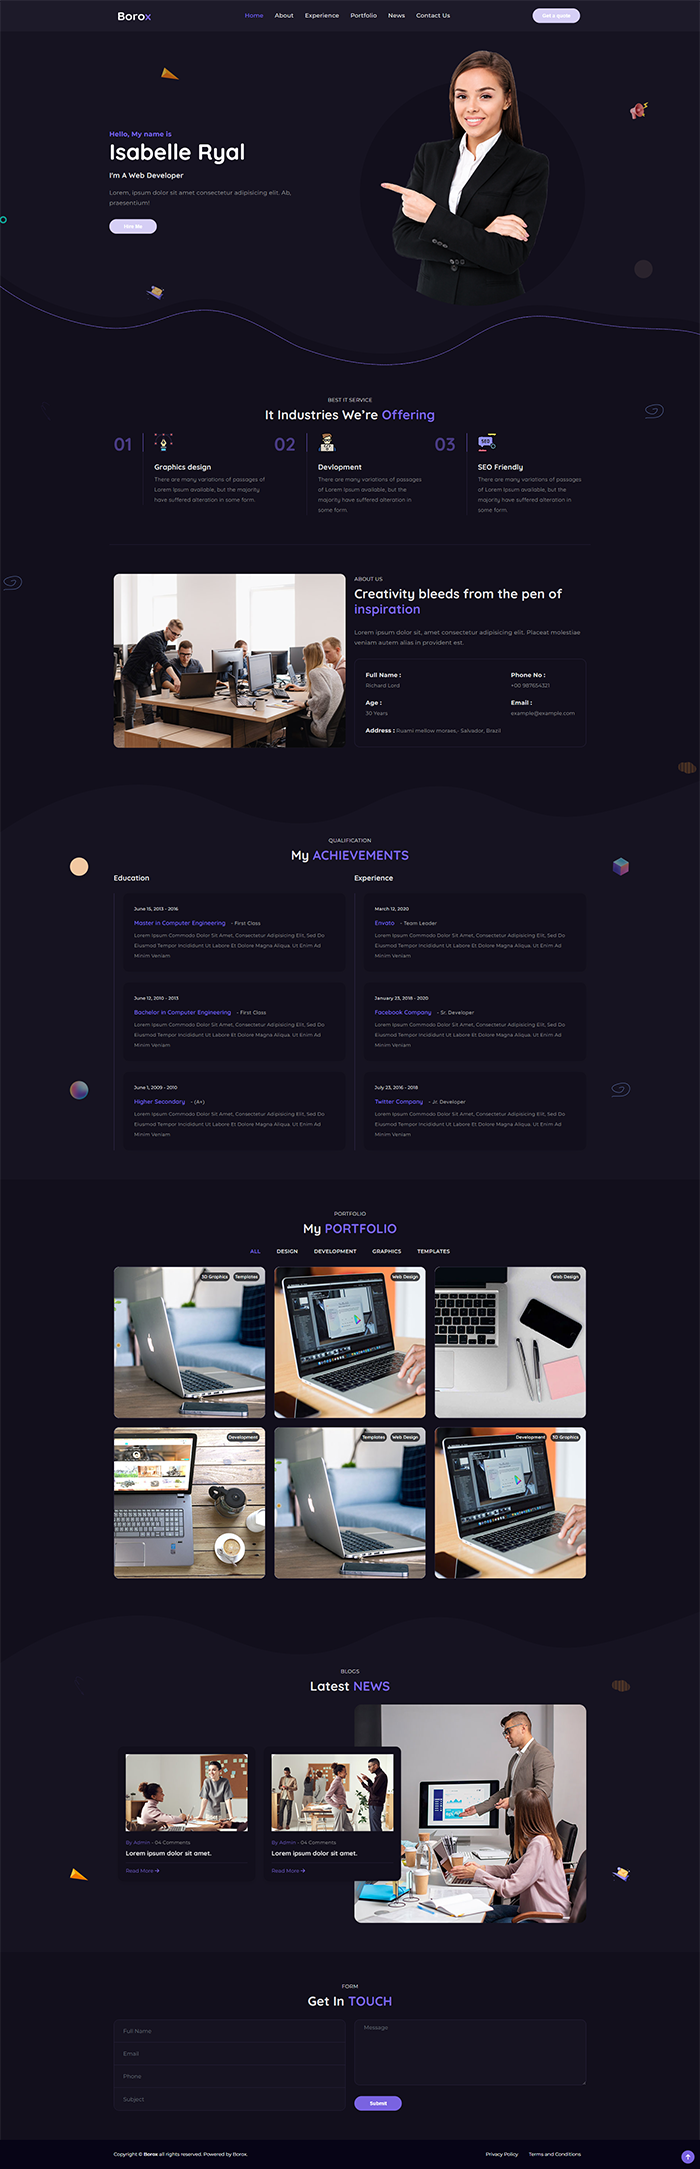 Borox
Home About Experience Portfolio News Contact Us
Get a quote
Hello, My name is
Isabelle Ryal
I'm A Web Developer
Lorem, ipsum dolor sit amet consectetur adipisicing elit. Ab,
praesentium!
Hire Me
BEST IT SERVICE
It Industries We're Offering
01
Graphics design
There are many variations of passages of
Lorem Ipsum available, but the majority
have suffered alteration in some form.
02
Devlopment
There are many variations of passages
of Lorem Ipsum available, but the
majority have suffered alteration in
some form.
03
SEO
SEO Friendly
There are many variations of passages
of Lorem Ipsum available, but the
majority have suffered alteration in
some form.
ABOUT US
Creativity bleeds from the pen of
inspiration
Lorem ipsum dolor sit, amet consectetur adipisicing elit. Placeat molestiae
veniam autem alias in provident est.
Full Name :
Richard Lord
Phone No :
+00 987654321
Age :
30 Years
Email :
example@example.com
Address : Ruami mellow moraes,- Salvador, Brazil
QUALIFICATION
My ACHIEVEMENTS
Education
June 15, 2013 - 2016
Master in Computer Engineering - First Class
Lorem Ipsum Commodo Dolor Sit Amet, Consectetur Adipisicing Elit, Sed Do
Eiusmod Tempor Incididunt Ut Labore Et Dolore Magna Aliqua. Ut Enim Ad
Minim Veniam
June 12, 2010 - 2013
Bachelor in Computer Engineering - First Class
Lorem Ipsum Commodo Dolor Sit Amet, Consectetur Adipisicing Elit, Sed Do
Eiusmod Tempor Incididunt Ut Labore Et Dolore Magna Aliqua. Ut Enim Ad
Minim Veniam
June 1, 2009 - 2010
Higher Secondary - (A+)
Lorem Ipsum Commodo Dolor Sit Amet, Consectetur Adipisicing Elit, Sed Do
Eiusmod Tempor Incididunt Ut Labore Et Dolore Magna Aliqua. Ut Enim Ad
Minim Veniam
Experience
March 12, 2020
Envato - Team Leader
Lorem Ipsum Commodo Dolor Sit Amet, Consectetur Adipisicing Elit, Sed Do
Eiusmod Tempor Incididunt Ut Labore Et Dolore Magna Aliqua. Ut Enim Ad
Minim Veniam
January 23, 2018 - 2020
Facebook Company - Sr. Developer
Lorem Ipsum Commodo Dolor Sit Amet, Consectetur Adipisicing Elit, Sed Do
Eiusmod Tempor Incididunt Ut Labore Et Dolore Magna Aliqua. Ut Enim Ad
Minim Veniam
July 23, 2016 - 2018
Twitter Company - Jr. Developer
Lorem Ipsum Commodo Dolor Sit Amet, Consectetur Adipisicing Elit, Sed Do
Eiusmod Tempor Incididunt Ut Labore Et Dolore Magna Aliqua. Ut Enim Ad
Minim Veniam
PORTFOLIO
My PORTFOLIO
ALL DESIGN DEVELOPMENT GRAPHICS TEMPLATES
3D Graphics Templates
Web Design
Web Design
Development
Templates Web Design
Development 3D Graphics
BLOGS
Latest NEWS
By Admin - 04 Comments
Lorem ipsum dolor sit amet.
Read More
By Admin - 04 Comments
Lorem ipsum dolor sit amet.
Read More
FORM
Get In TOUCH
Full Name
Email
Phone
Subject
Message
Submit
Copyright © Borox all rights reserved. Powered by Borox.
Privacy Policy Terms and Conditions